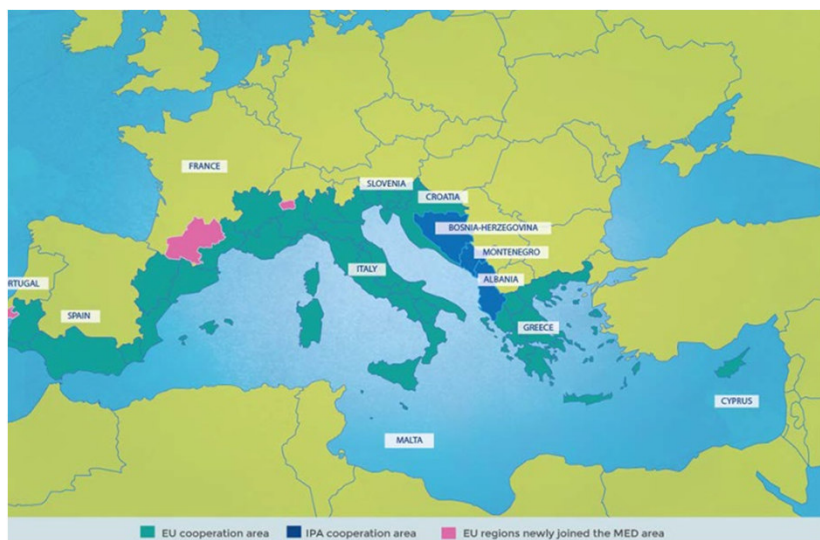 FRANCE
SLOVENIA
CROATIA
BOSNIA-HERZEGOVINA
MONTENEGRO
ITALY
ALBANIA
RTUGAL
SPAIN
GREECE
CYPRUS
MALTA
EU cooperation area IPA cooperation area EU regions newly joined the MED area